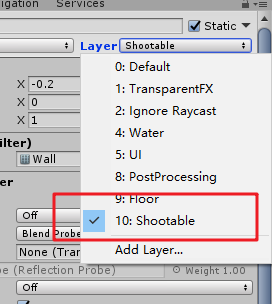 Navigation
Services
Static
Layer Shootable
0: Default
X -0.2
1: TransparentFX
X 0
2: Ignore Raycast
X 1
4: Water
5: UI
Wall
8: PostProcessing
9: Floor
Off
10: Shootable
Blend Probe
None (Tran
Add Layer...
(Reflection Probe)
Weight 1.00
Off